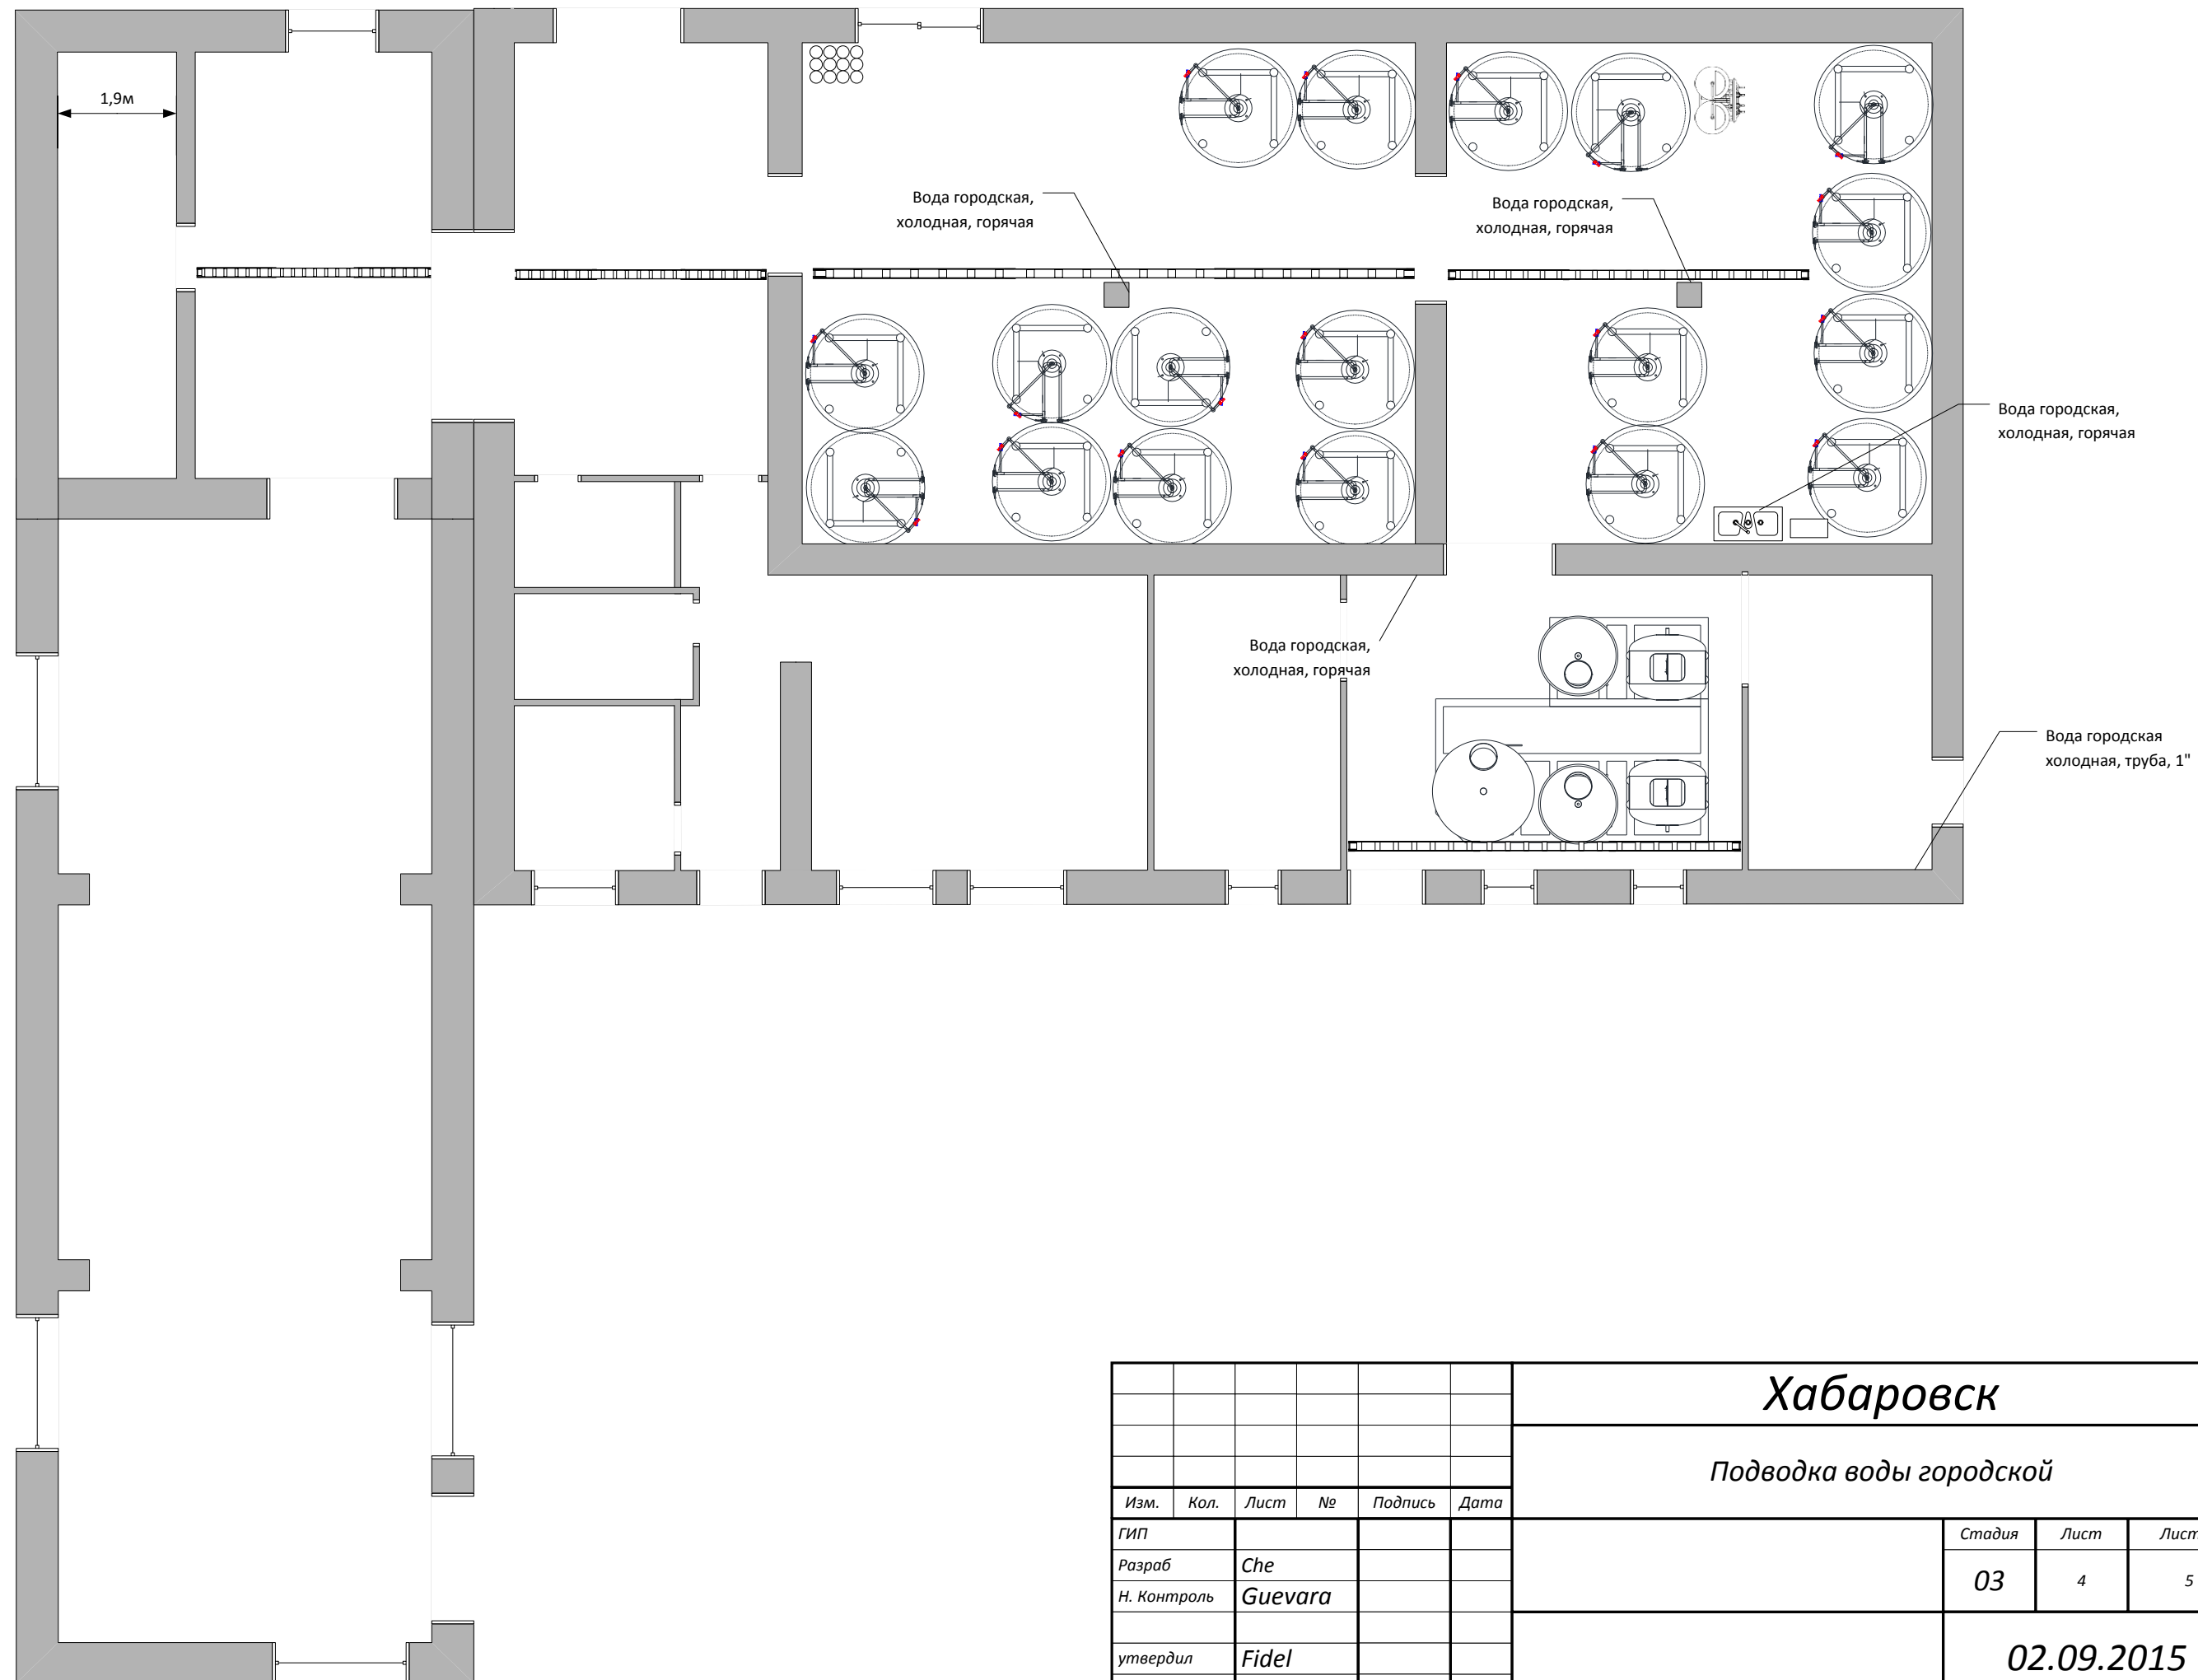 1,9м
Вода городская,
холодная, горячая
Вода городская,
холодная, горячая
Вода городская,
холодная, горячая
Вода городская,
холодная, горячая
Вода городская
холодная, труба, 1"
Хабаровск
Подводка воды городской
Изм. Кол. Лист № Подпись Дата
ГИП
Стадия Лист Лист
Разраб Che
03 4 5
Н. Контроль Guevara
утвердил Fidel
02.09.2015